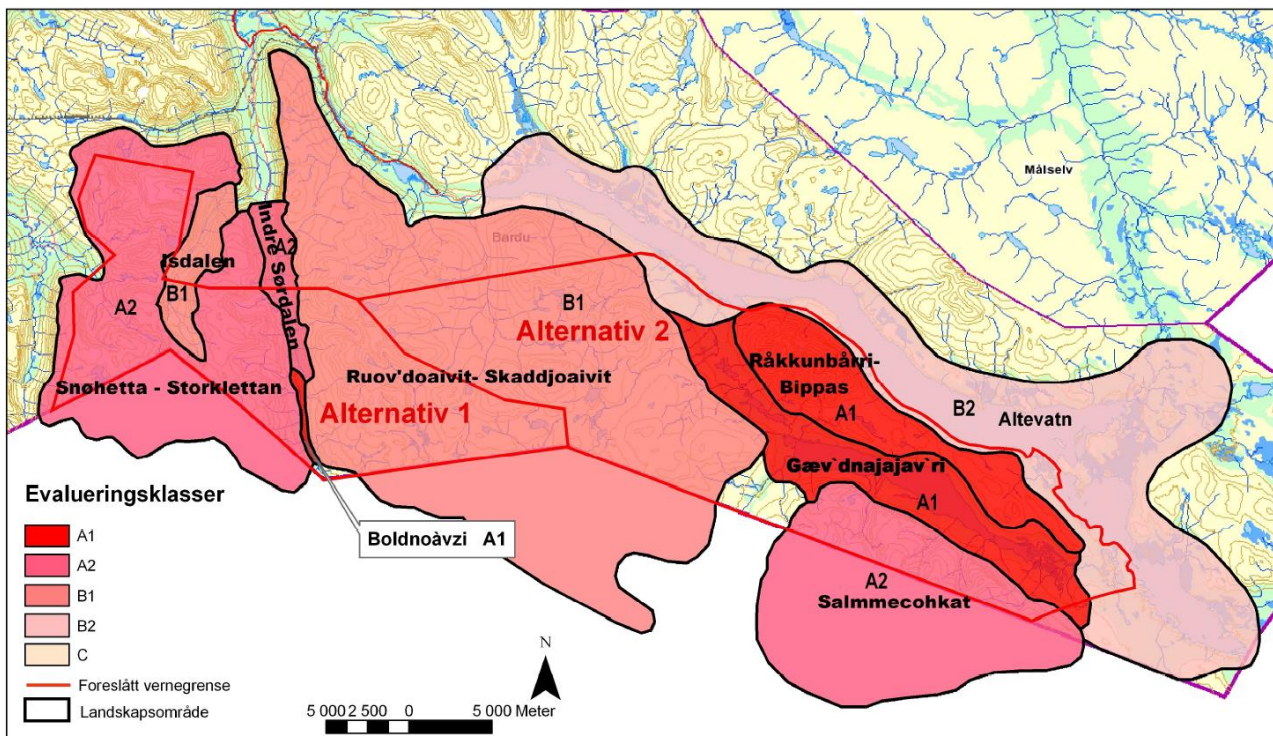 Målselv
Bardu
Isdalen
Indre Sørdalen
A2
B1
A2
B1
Alternativ 2
Snøhetta - Storklettan
Ruov'doaivit- Skaddjoaivit
Alternativ 1
Råkkunbårri-
Bippas
A1
B2
Altevatn
Gæv`dnajajav`ri
A1
Boldnoàvzi A1
A2
Salmmecohkat
Evalueringsklasser
A1
A2
B1
B2
C
Foreslått vernegrense
Landskapsområde
N
5 000 2 500 0 5 000 Meter